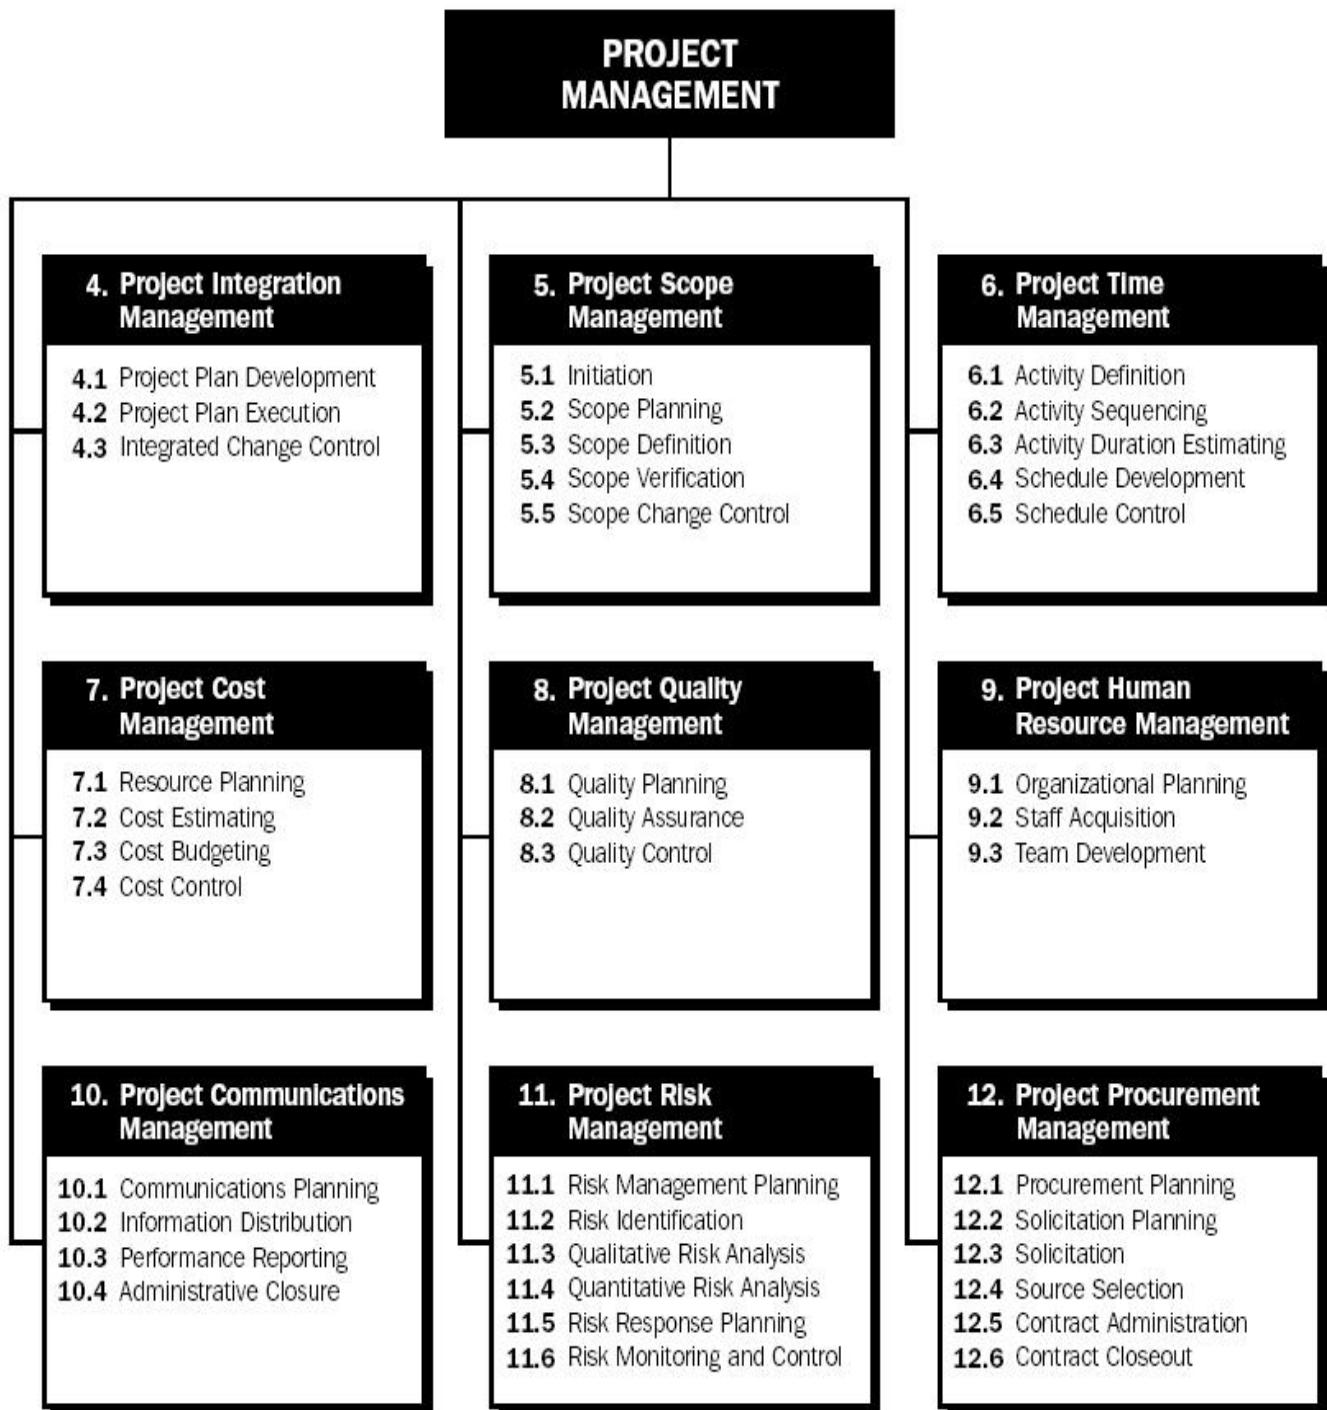 PROJECT
MANAGEMENT
4. Project Integration
Management
4.1 Project Plan Development
4.2 Project Plan Execution
4.3 Integrated Change Control
5. Project Scope
Management
5.1 Initiation
5.2 Scope Planning
5.3 Scope Definition
5.4 Scope Verification
5.5 Scope Change Control
6. Project Time
Management
6.1 Activity Definition
6.2 Activity Sequencing
6.3 Activity Duration Estimating
6.4 Schedule Development
6.5 Schedule Control
7. Project Cost
Management
7.1 Resource Planning
7.2 Cost Estimating
7.3 Cost Budgeting
7.4 Cost Control
8. Project Quality
Management
8.1 Quality Planning
8.2 Quality Assurance
8.3 Quality Control
9. Project Human
Resource Management
9.1 Organizational Planning
9.2 Staff Acquisition
9.3 Team Development
10. Project Communications
Management
10.1 Communications Planning
10.2 Information Distribution
10.3 Performance Reporting
10.4 Administrative Closure
11. Project Risk
Management
11.1 Risk Management Planning
11.2 Risk Identification
11.3 Qualitative Risk Analysis
11.4 Quantitative Risk Analysis
11.5 Risk Response Planning
11.6 Risk Monitoring and Control
12. Project Procurement
Management
12.1 Procurement Planning
12.2 Solicitation Planning
12.3 Solicitation
12.4 Source Selection
12.5 Contract Administration
12.6 Contract Closeout